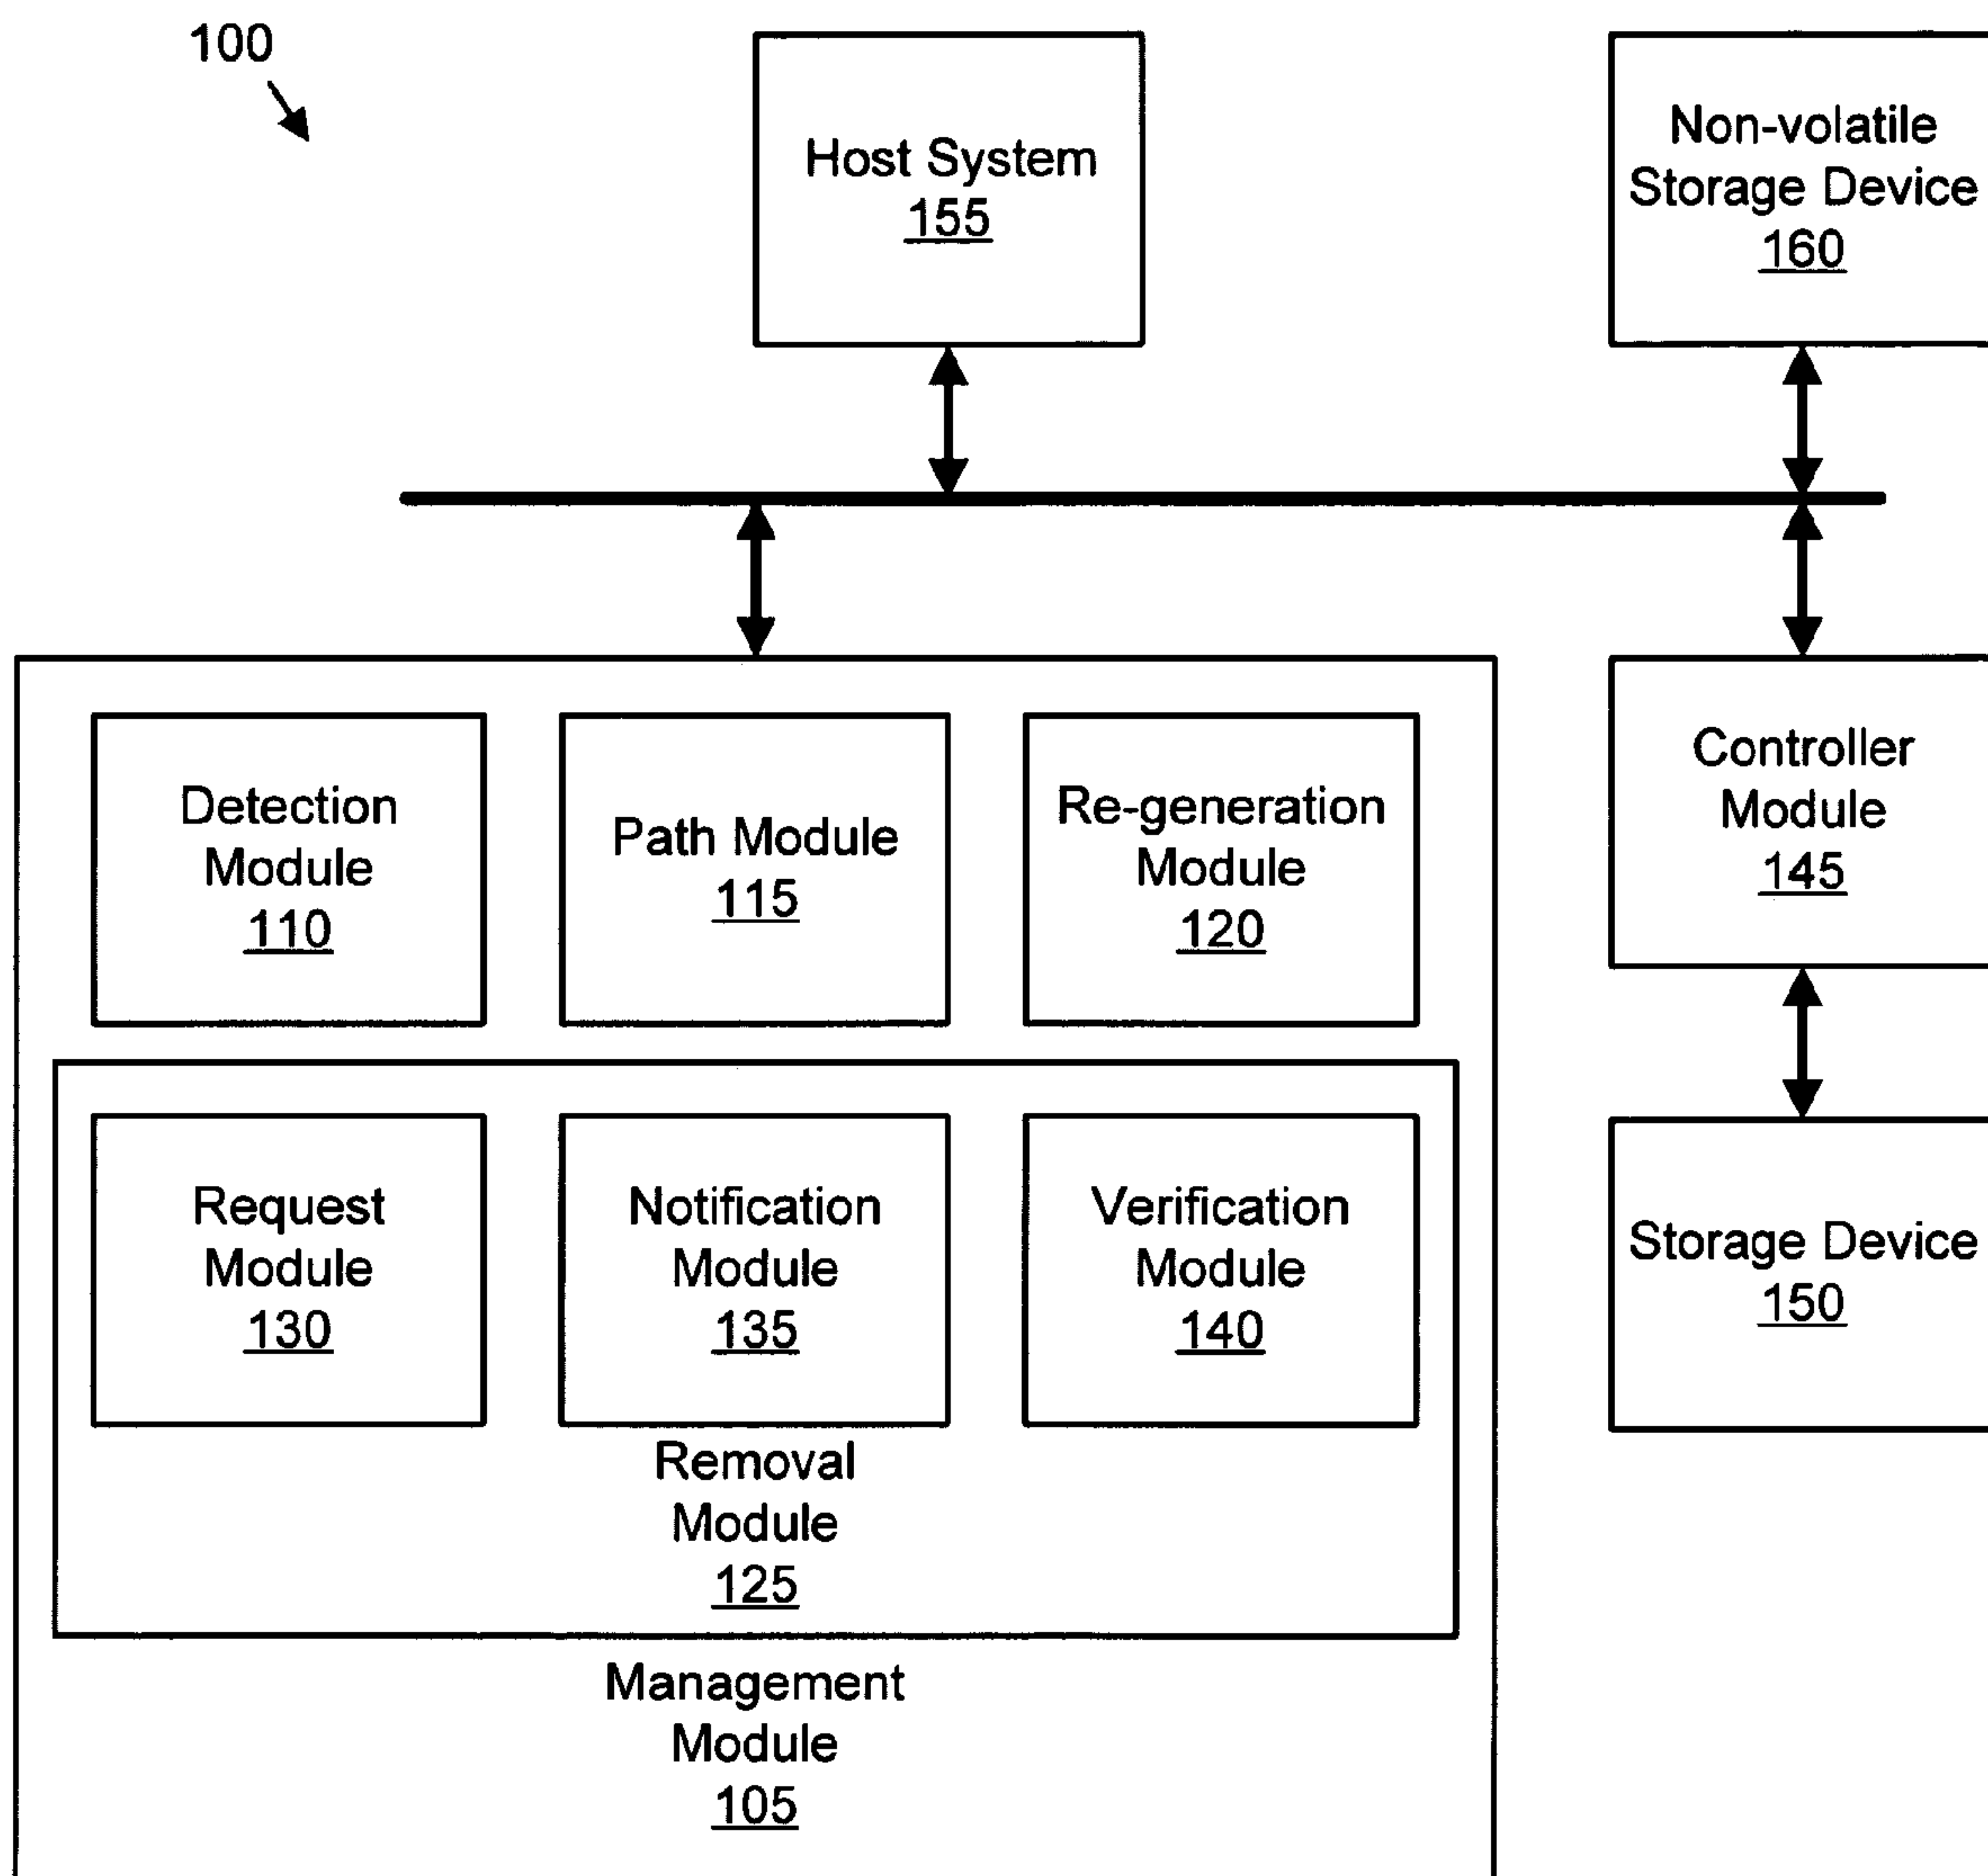 100
Host System
155
Non-volatile
Storage Device
160
Detection
Module
110
Path Module
115
Re-generation
Module
120
Controller
Module
145
Request
Module
130
Notification
Module
135
Verification
Module
140
Storage Device
150
Removal
Module
125
Management
Module
105